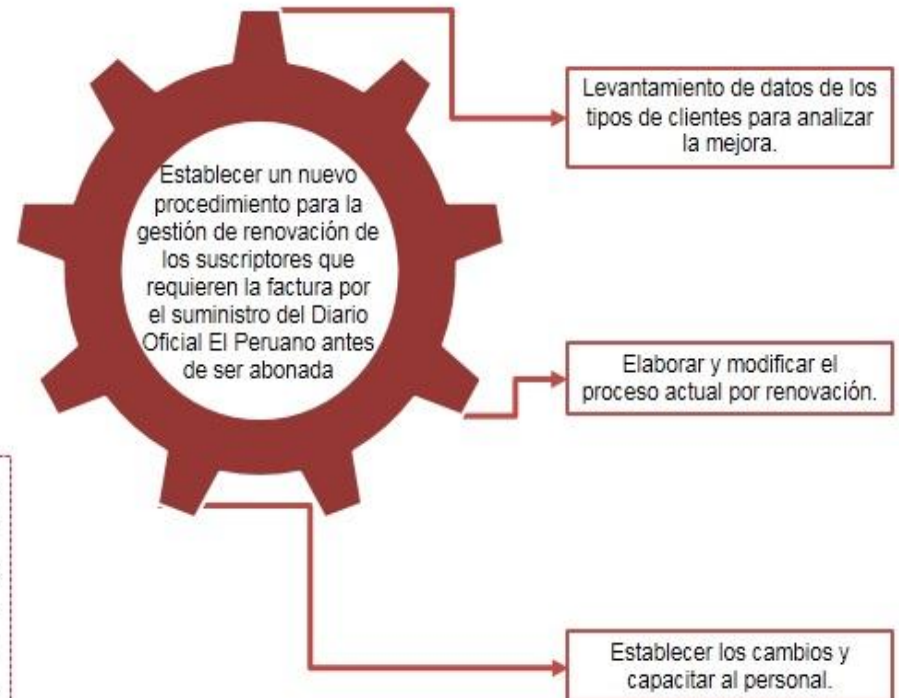 Establecer un nuevo
procedimiento para la
gestión de renovación de
los suscriptores que
requieren la factura por
el suministro del Diario
Oficial El Peruano antes
de ser abonada
Levantamiento de datos de los
tipos de clientes para analizar
la mejora.
Elaborar y modificar el
proceso actual por renovación.
Establecer los cambios y
capacitar al personal.